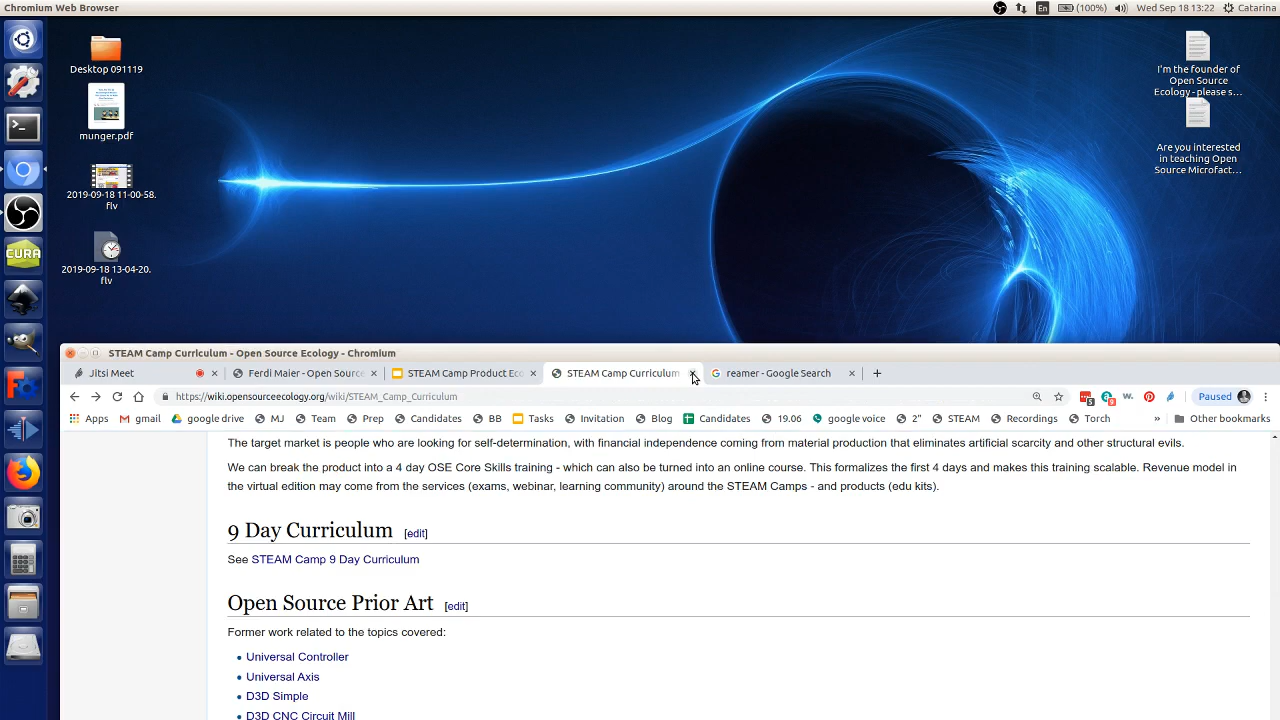 Chromium Web Browser
En
(100%)
Wed Sep 18 13:22
Catarina
Desktop 091119
munger.pdf
2019-09-18 11-00-58.
flv
2019-09-18 13-04-20.
flv
I'm the founder of
Open Source
Ecology - please s...
Are you interested
in teaching Open
Source Microfact...
CURA
STEAM Camp Curriculum - Open Source Ecology - Chromium
Jitsi Meet
Ferdi Maier - Open Source
STEAM Camp Product Eco
STEAM Camp Curriculum
reamer - Google Search
https://wiki.opensourceecology.org/wiki/STEAM_Camp_Curriculum
Paused
Apps
gmail
google drive
MJ
Team
Prep
Candidates
BB
Tasks
Invitation
Blog
Candidates
19.06
google voice
2"
STEAM
Recordings
Torch
»
Other bookmarks
The target market is people who are looking for self-determination, with financial independence coming from material production that eliminates artificial scarcity and other structural evils.
We can break the product into a 4 day OSE Core Skills training - which can also be turned into an online course. This formalizes the first 4 days and makes this training scalable. Revenue model in
the virtual edition may come from the services (exams, webinar, learning community) around the STEAM Camps - and products (edu kits).
9 Day Curriculum [edit]
See STEAM Camp 9 Day Curriculum
Open Source Prior Art [edit]
Former work related to the topics covered:
Universal Controller
Universal Axis
D3D Simple
D3D CNC Circuit Mill